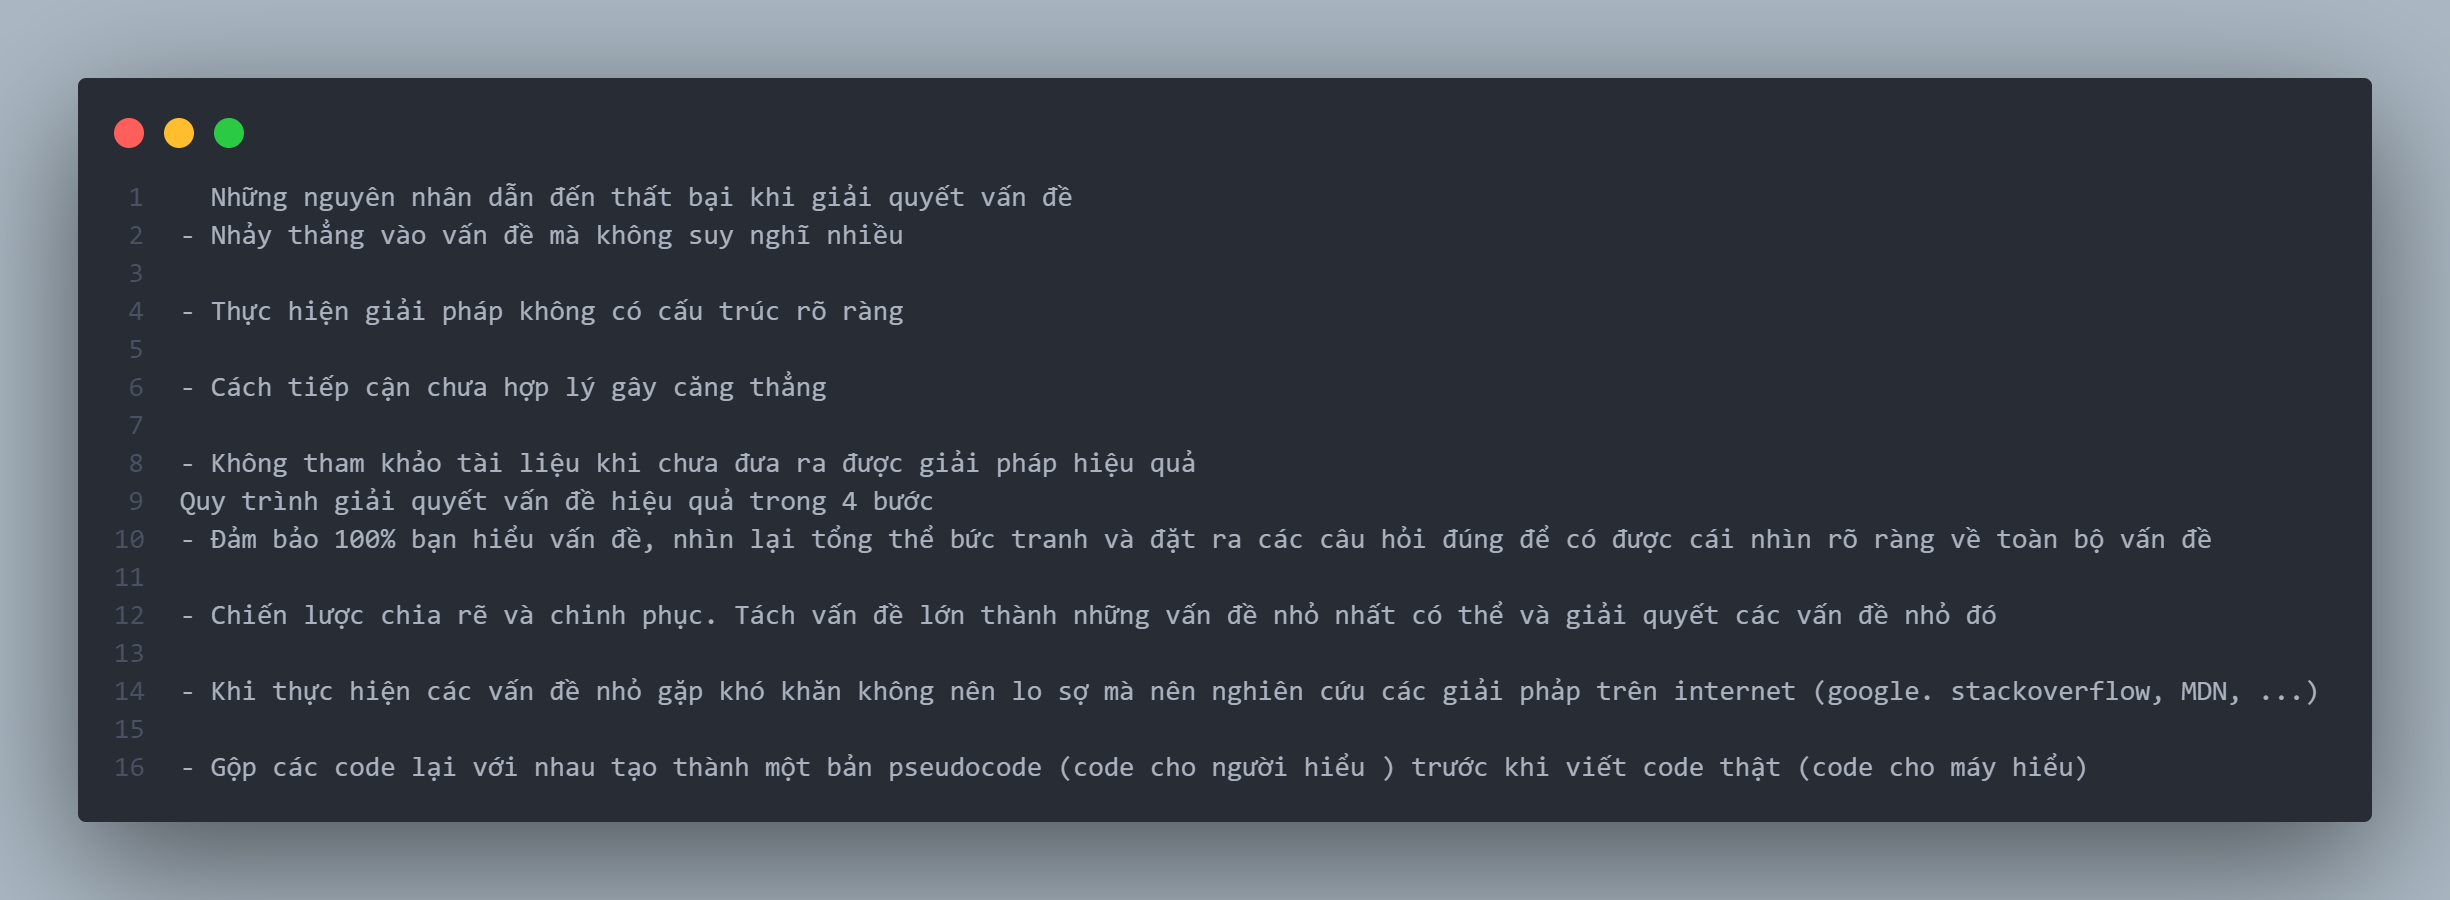 1 Những nguyên nhân dẫn đến thất bại khi giải quyết vấn đề
2 - Nhảy thẳng vào vấn đề mà không suy nghĩ nhiều
3
4 - Thực hiện giải pháp không có cấu trúc rõ ràng
5
6 - Cách tiếp cận chưa hợp lý gây căng thẳng
7
8 - Không tham khảo tài liệu khi chưa đưa ra được giải pháp hiệu quả
9 Quy trình giải quyết vấn đề hiệu quả trong 4 bước
10 - Đảm bảo 100% bạn hiểu vấn đề, nhìn lại tổng thể bức tranh và đặt ra các câu hỏi đúng để có được cái nhìn rõ ràng về toàn bộ vấn đề
11
12 - Chiến lược chia rẽ và chinh phục. Tách vấn đề lớn thành những vấn đề nhỏ nhất có thể và giải quyết các vấn đề nhỏ đó
13
14 - Khi thực hiện các vấn đề nhỏ gặp khó khăn không nên lo sợ mà nên nghiên cứu các giải phảp trên internet (google. stackoverflow, MDN, ...)
15
16 - Gộp các code lại với nhau tạo thành một bản pseudocode (code cho người hiểu ) trước khi viết code thật (code cho máy hiểu)